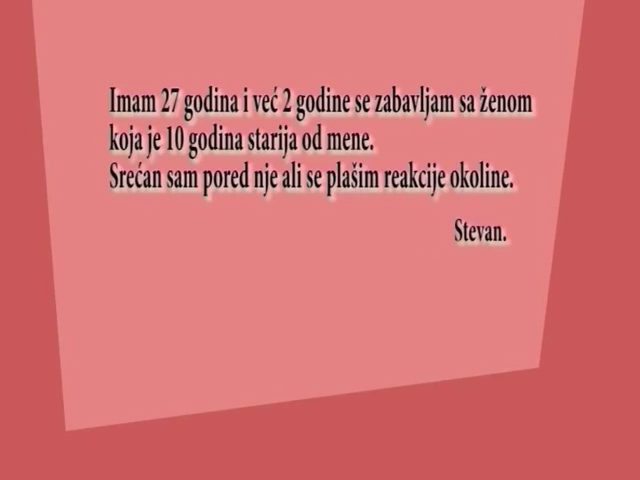 Imam 27 godina i već 2 godine se zabavljam sa ženom
koja je 10 godina starija od mene.
Srećan sam pored nje ali se plašim reakcije okoline.
Stevan.